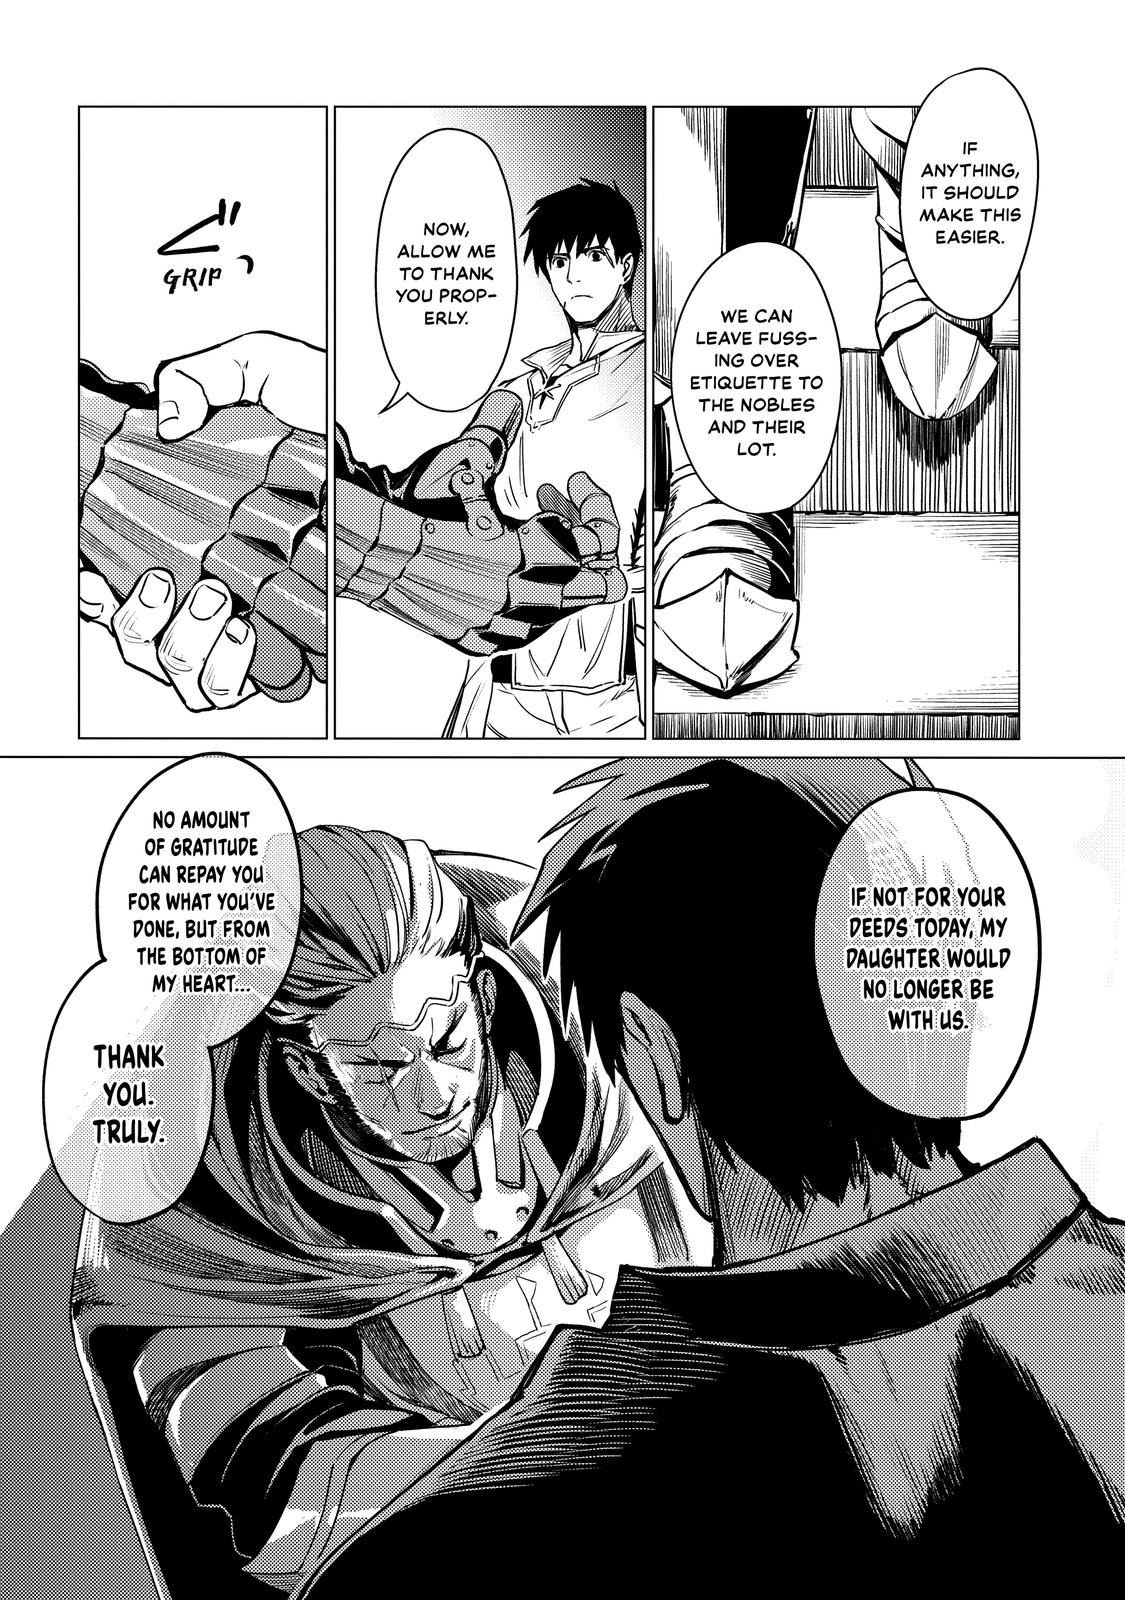 IF
ANYTHING,
IT SHOULD
MAKE THIS
EASIER.
WE CAN
LEAVE FUSS-
ING OVER
ETIQUETTE TO
THE NOBLES
AND THEIR
LOT.
NOW,
ALLOW ME
TO THANK
YOU PROP-
ERLY.
グッ
GRIP
IF NOT FOR YOUR
DEEDS TODAY, MY
DAUGHTER WOULD
NO LONGER BE
WITH US.
NO AMOUNT
OF GRATITUDE
CAN REPAY YOU
FOR WHAT YOU'VE
DONE, BUT FROM
THE BOTTOM OF
MY HEART...
THANK
YOU.
TRULY.